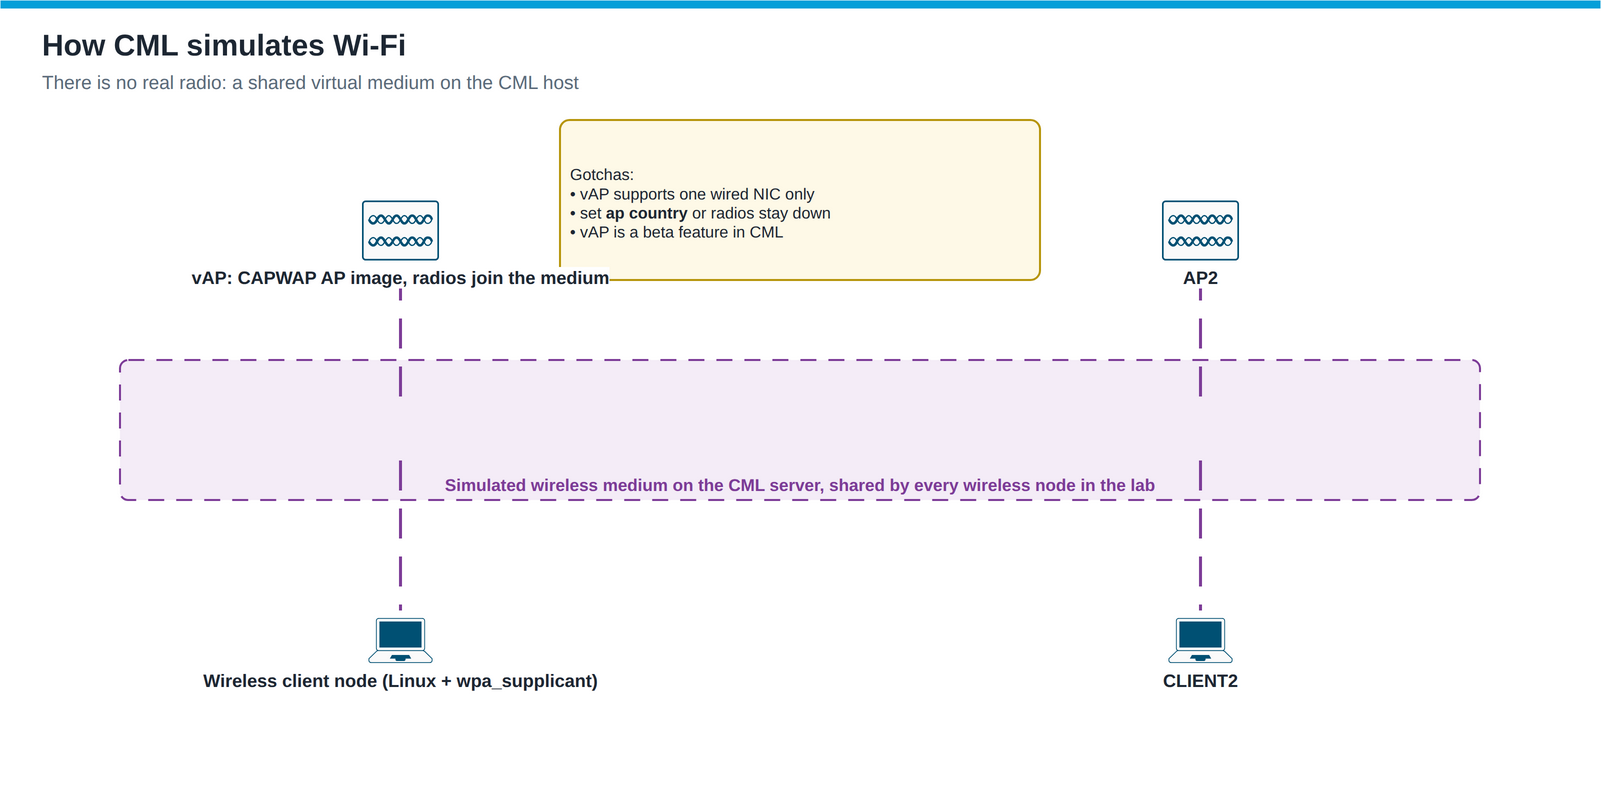 How CML simulates Wi-Fi
There is no real radio: a shared virtual medium on the CML host
Gotchas:
• vAP supports one wired NIC only
• set ap country or radios stay down
• vAP is a beta feature in CML
vAP: CAPWAP AP image, radios join the medium
AP2
Simulated wireless medium on the CML server, shared by every wireless node in the lab
Wireless client node (Linux + wpa_supplicant)
CLIENT2